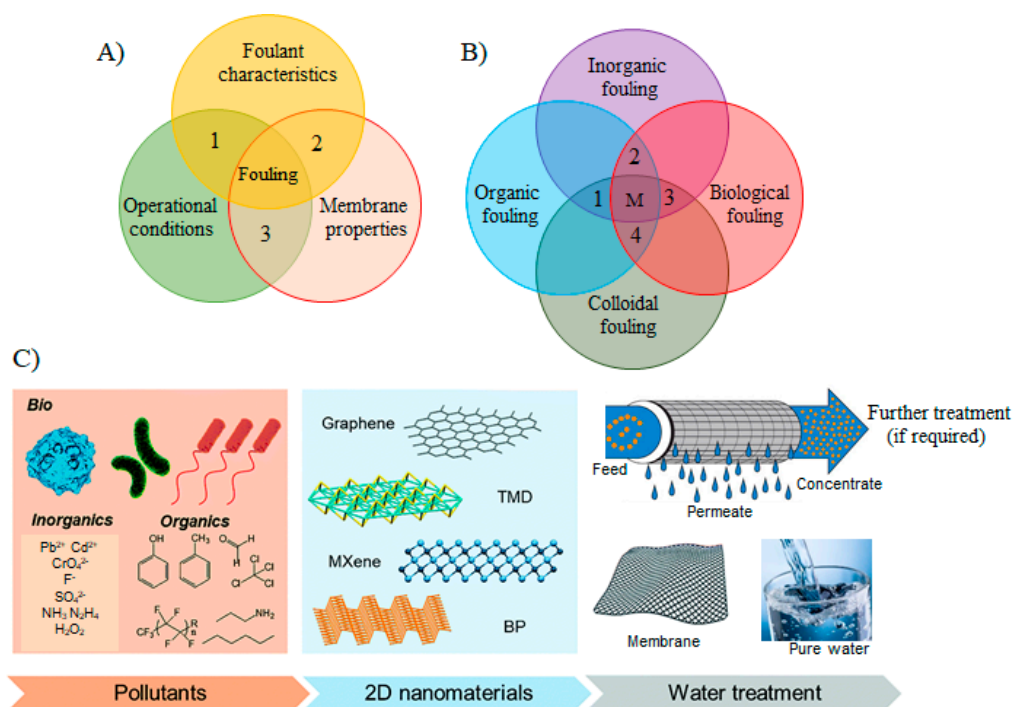 A)
Foulant
characteristics
1
2
Fouling
Operational
conditions
Membrane
properties
3
B)
Inorganic
fouling
2
Organic
fouling
1
M
3
Biological
fouling
4
Colloidal
fouling
C)
Bio
Inorganics
Pb²⁺ Cd²⁺
CrO₄²⁻
F⁻
SO₄²⁻
NH₃ N₂H₄
H₂O₂
Organics
OH
CH₃
O
H
H
Cl
Cl
Cl
Cl
F
F
R
CF₃
n
F
F
NH₂
Graphene
TMD
MXene
BP
Feed
Permeate
Concentrate
Further treatment
(if required)
Membrane
Pure water
Pollutants
2D nanomaterials
Water treatment